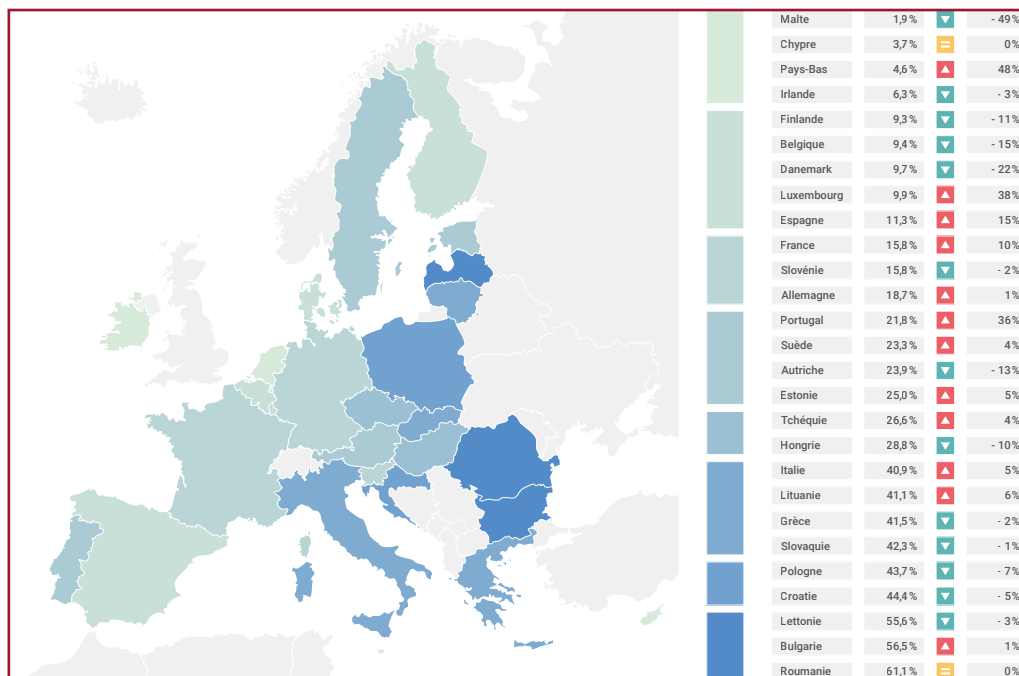 Malte 1,9 % - 49%
Chypre 3,7 % 0%
Pays-Bas 4,6 % 48%
Irlande 6,3 % - 3%
Finlande 9,3 % - 11%
Belgique 9,4 % - 15%
Danemark 9,7 % - 22%
Luxembourg 9,9 % 38%
Espagne 11,3 % 15%
France 15,8 % 10%
Slovénie 15,8 % - 2%
Allemagne 18,7 % 1%
Portugal 21,8 % 36%
Suède 23,3 % 4%
Autriche 23,9 % - 13%
Estonie 25,0 % 5%
Tchéquie 26,6 % 4%
Hongrie 28,8 % - 10%
Italie 40,9 % 5%
Lituanie 41,1 % 6%
Grèce 41,5 % - 2%
Slovaquie 42,3 % - 1%
Pologne 43,7 % - 7%
Croatie 44,4 % - 5%
Lettonie 55,6 % - 3%
Bulgarie 56,5 % 1%
Roumanie 61,1 % 0%